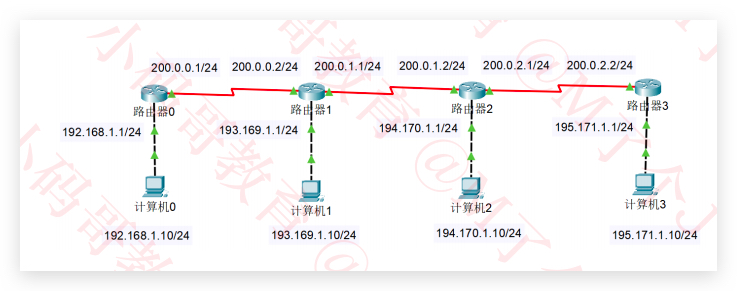 200.0.0.1/24 200.0.0.2/24 200.0.1.1/24 200.0.1.2/24 200.0.2.1/24 200.0.2.2/24
路由器0 路由器1 路由器2 路由器3
192.168.1.1/24 193.169.1.1/24 194.170.1.1/24 195.171.1.1/24
计算机0 计算机1 计算机2 计算机3
192.168.1.10/24 193.169.1.10/24 194.170.1.10/24 195.171.1.10/24
小码哥教育 @M了个J
小码哥教育 @M了个J